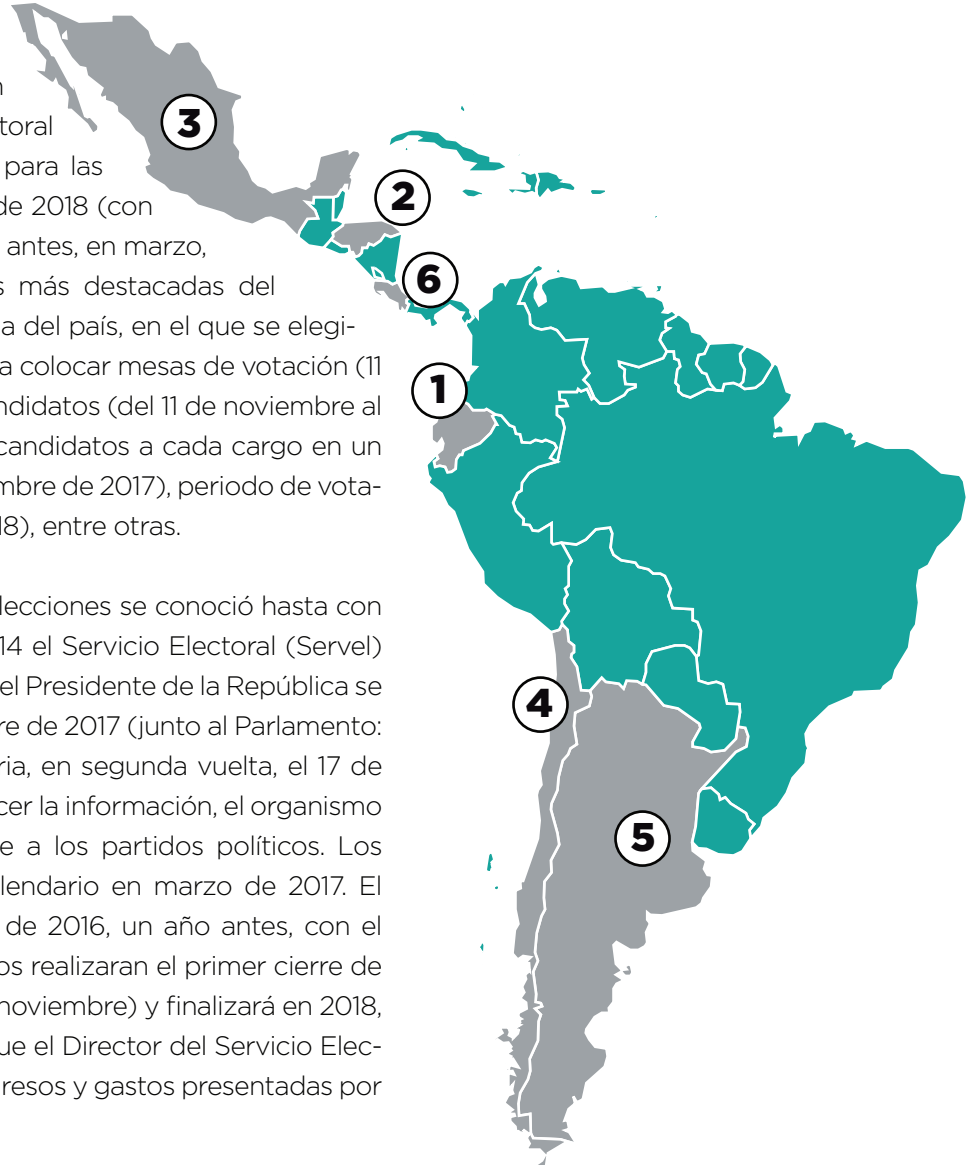 toral
para las
de 2018 (con
antes, en marzo,
s más destacadas del
a del país, en el que se elegi-
a colocar mesas de votación (11
ndidatos (del 11 de noviembre al
candidatos a cada cargo en un
mbre de 2017), periodo de vota-
18), entre otras.
lecciones se conoció hasta con
14 el Servicio Electoral (Servel)
el Presidente de la República se
re de 2017 (junto al Parlamento:
ria, en segunda vuelta, el 17 de
cer la información, el organismo
e a los partidos políticos. Los
lendario en marzo de 2017. El
de 2016, un año antes, con el
os realizaran el primer cierre de
noviembre) y finalizará en 2018,
ue el Director del Servicio Elec-
resos y gastos presentadas por
3
2
6
1
4
5